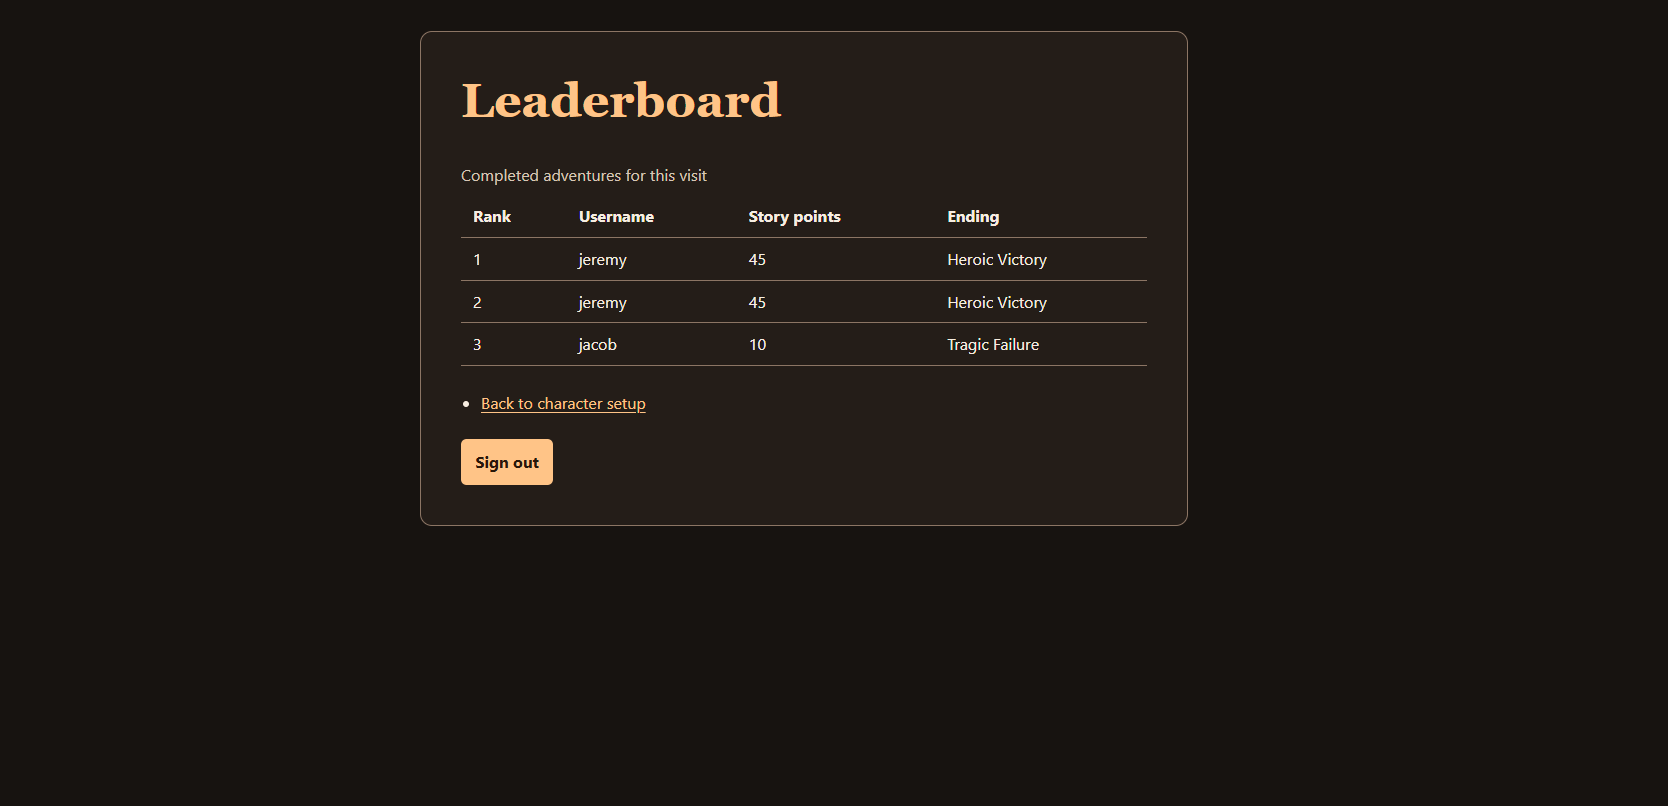 Leaderboard
Completed adventures for this visit
Rank Username Story points Ending
1 jeremy 45 Heroic Victory
2 jeremy 45 Heroic Victory
3 jacob 10 Tragic Failure
Back to character setup
Sign out